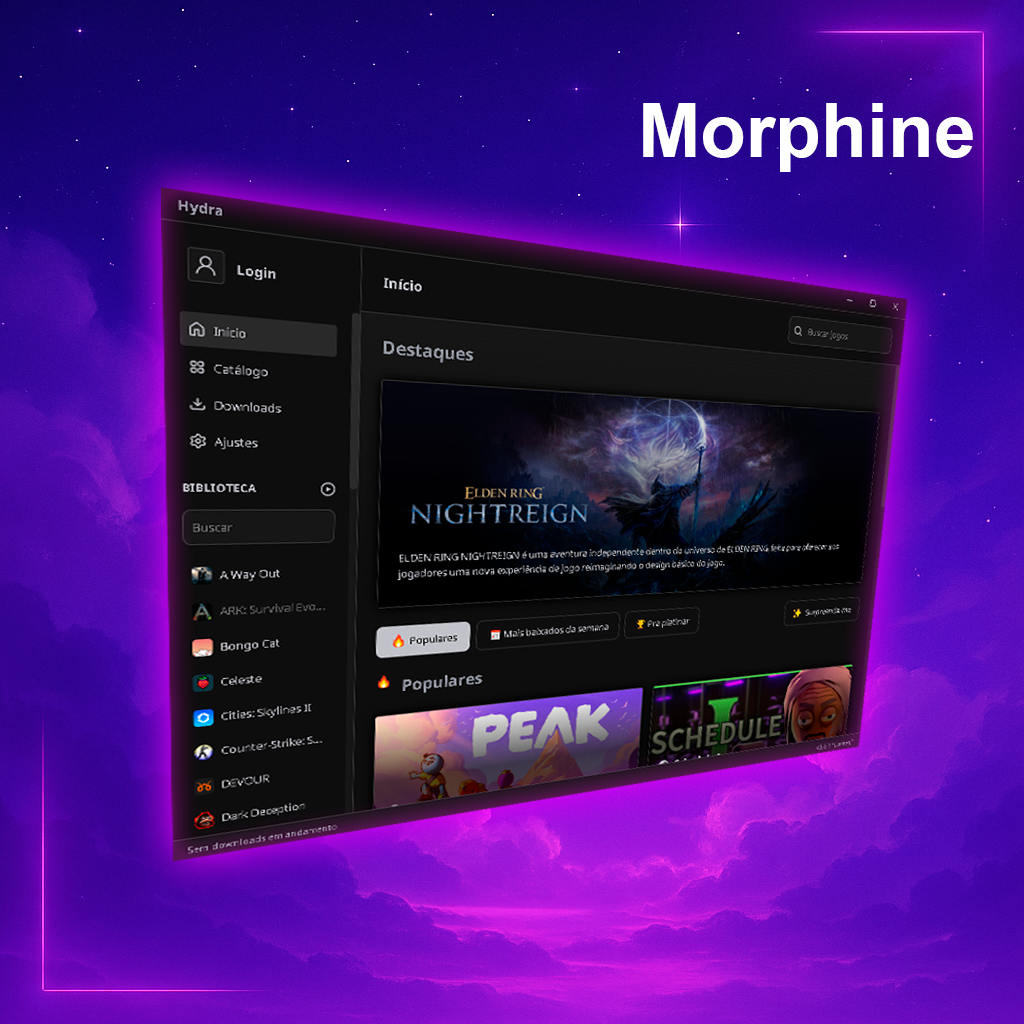 Morphine
Hydra
Login
Início
Catálogo
Downloads
Ajustes
BIBLIOTECA
Buscar
A Way Out
ARK: Survival Evo...
Bongo Cat
Celeste
Cities: Skylines II
Counter-Strike: S...
DEVOUR
Dark Deception
Sem downloads em andamento
Início
Buscar jogos
Destaques
ELDEN RING
NIGHTREIGN
ELDEN RING NIGHTREIGN é uma aventura independente dentro do universo de ELDEN RING, feita para oferecer aos
jogadores uma nova experiência de jogo reimaginando o design básico do jogo.
Populares
Mais baixados da semana
Pra platinar
Surpreenda-me
Populares
PEAK
SCHEDULE